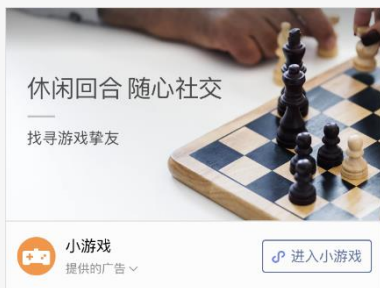 休闲回合 随心社交
找寻游戏挚友
小游戏
提供的广告
进入小游戏